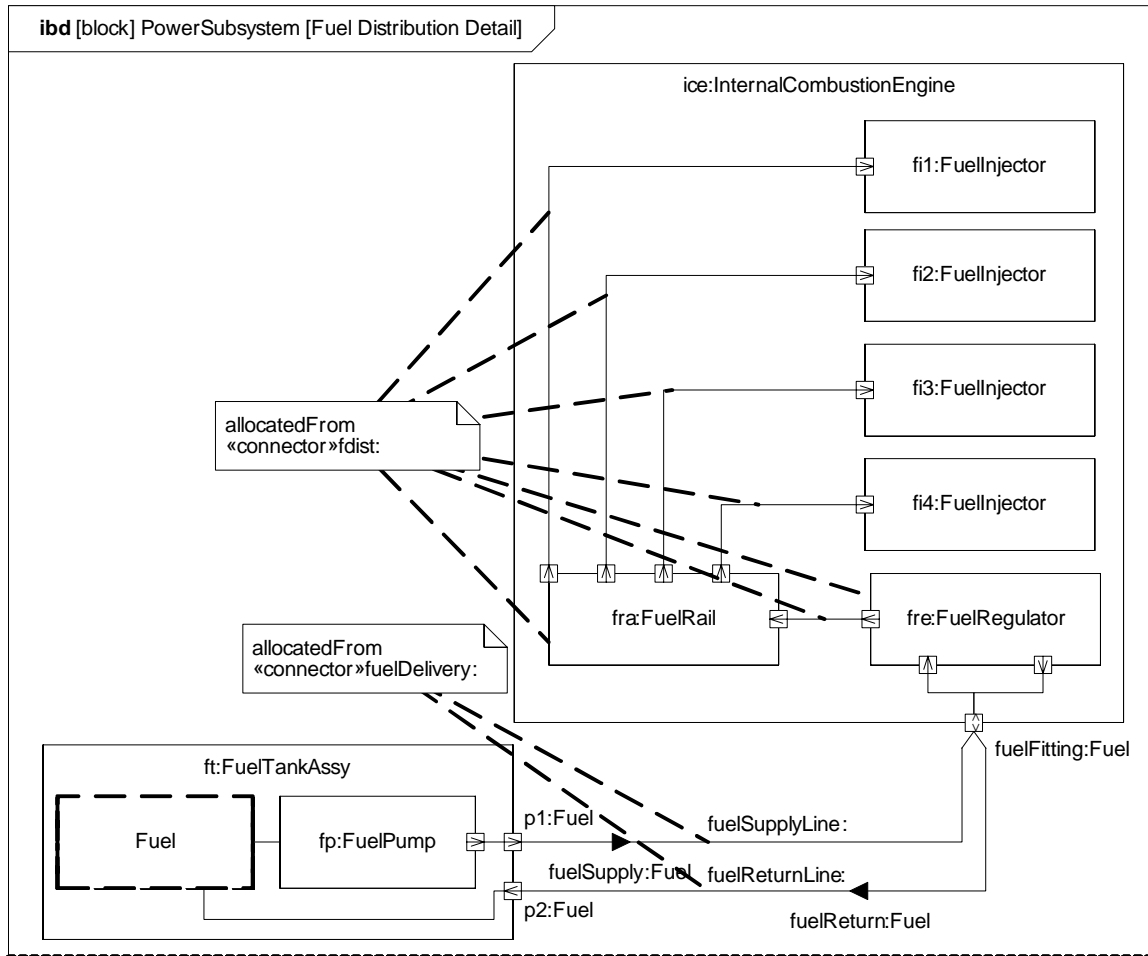 ibd [block] PowerSubsystem [Fuel Distribution Detail]
ice:InternalCombustionEngine
fi1:FuelInjector
fi2:FuelInjector
fi3:FuelInjector
allocatedFrom
«connector»fdist:
fi4:FuelInjector
fra:FuelRail
fre:FuelRegulator
allocatedFrom
«connector»fuelDelivery:
fuelFitting:Fuel
ft:FuelTankAssy
Fuel
fp:FuelPump
p1:Fuel
fuelSupplyLine:
fuelSupply:Fuel
fuelReturnLine:
p2:Fuel
fuelReturn:Fuel